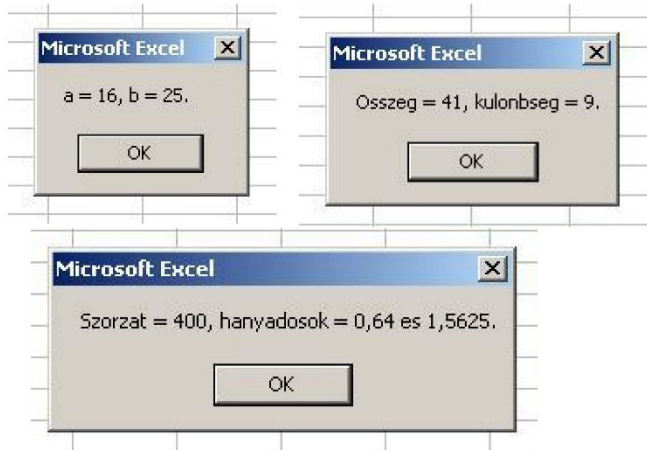 Microsoft Excel
a = 16, b = 25.
OK
Microsoft Excel
Osszeg = 41, kulonbseg = 9.
OK
Microsoft Excel
Szorzat = 400, hanyadosok = 0,64 es 1,5625.
OK